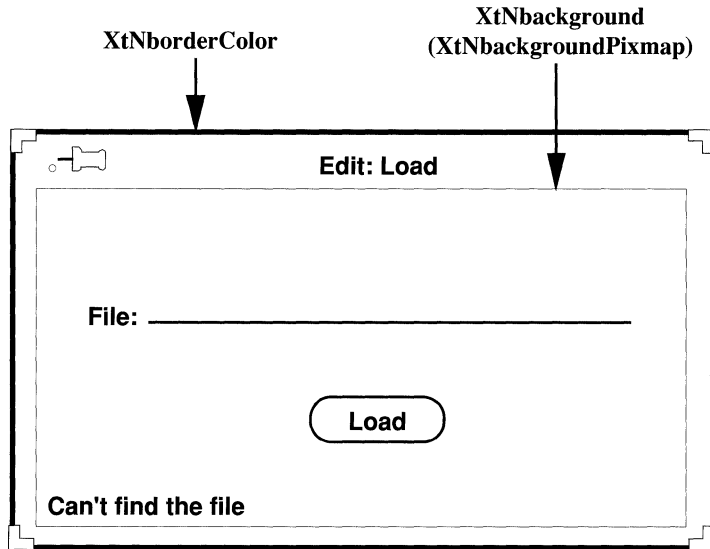 XtNbackground
(XtNbackgroundPixmap)
XtNborderColor
Edit: Load
File:
Load
Can't find the file